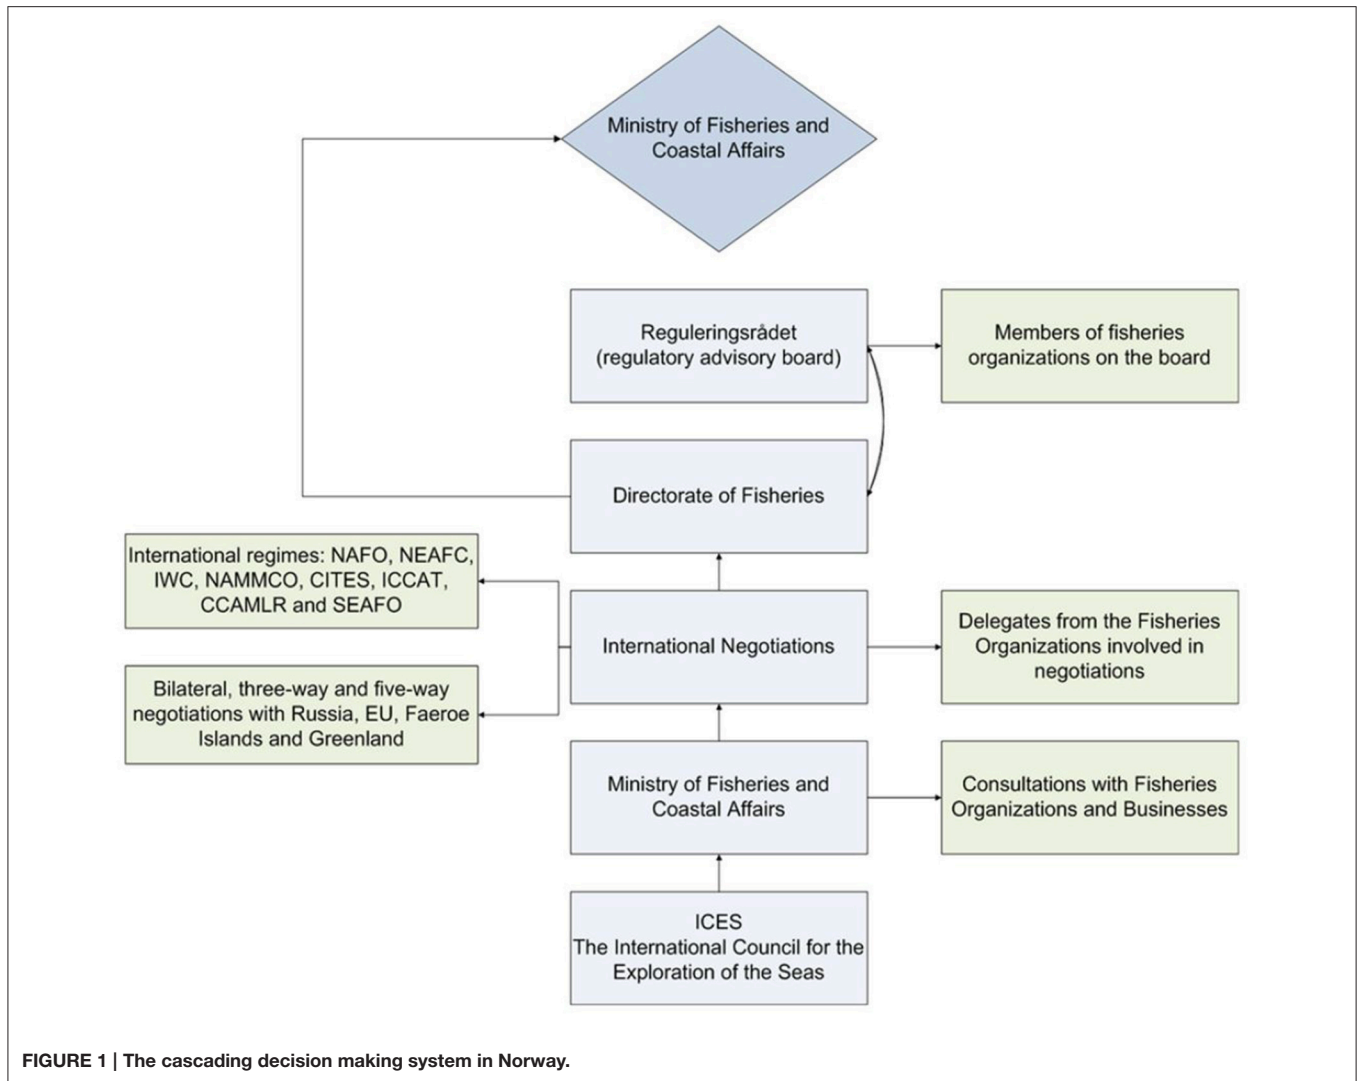 Ministry of Fisheries and
Coastal Affairs
Reguleringsrådet
(regulatory advisory board)
Members of fisheries
organizations on the board
Directorate of Fisheries
International regimes: NAFO, NEAFC,
IWC, NAMMCO, CITES, ICCAT,
CCAMLR and SEAFO
International Negotiations
Delegates from the Fisheries
Organizations involved in
negotiations
Bilateral, three-way and five-way
negotiations with Russia, EU, Faeroe
Islands and Greenland
Ministry of Fisheries and
Coastal Affairs
Consultations with Fisheries
Organizations and Businesses
ICES
The International Council for the
Exploration of the Seas
FIGURE 1 | The cascading decision making system in Norway.